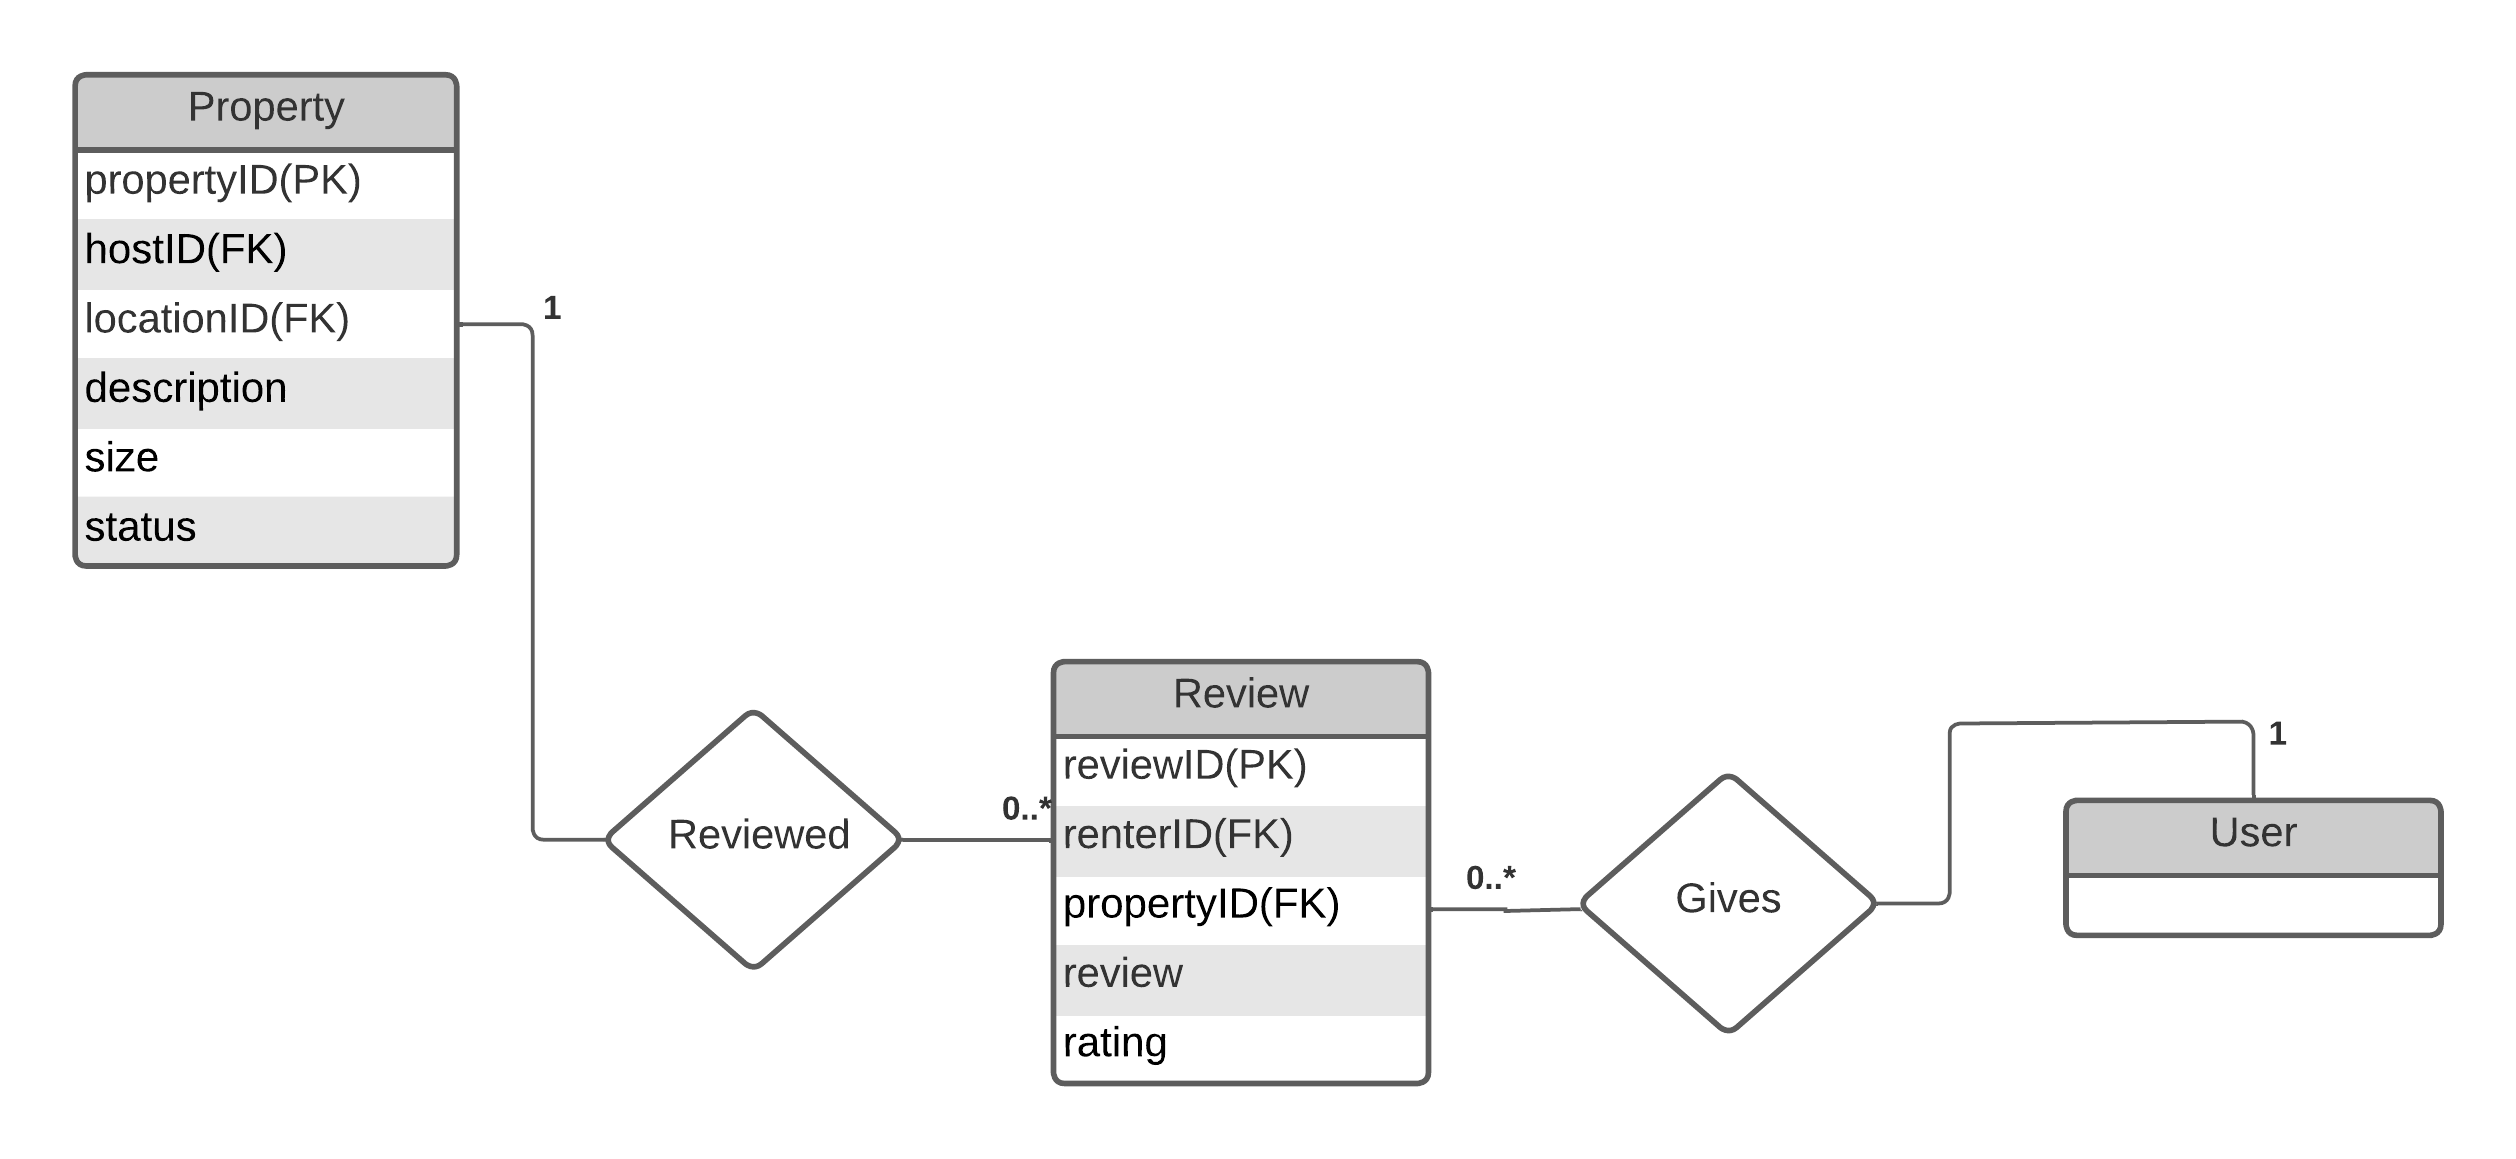 Property
propertyID(PK)
hostID(FK)
locationID(FK)
description
size
status
1
Reviewed
0..*
Review
reviewID(PK)
renterID(FK)
propertyID(FK)
review
rating
0..*
Gives
1
User